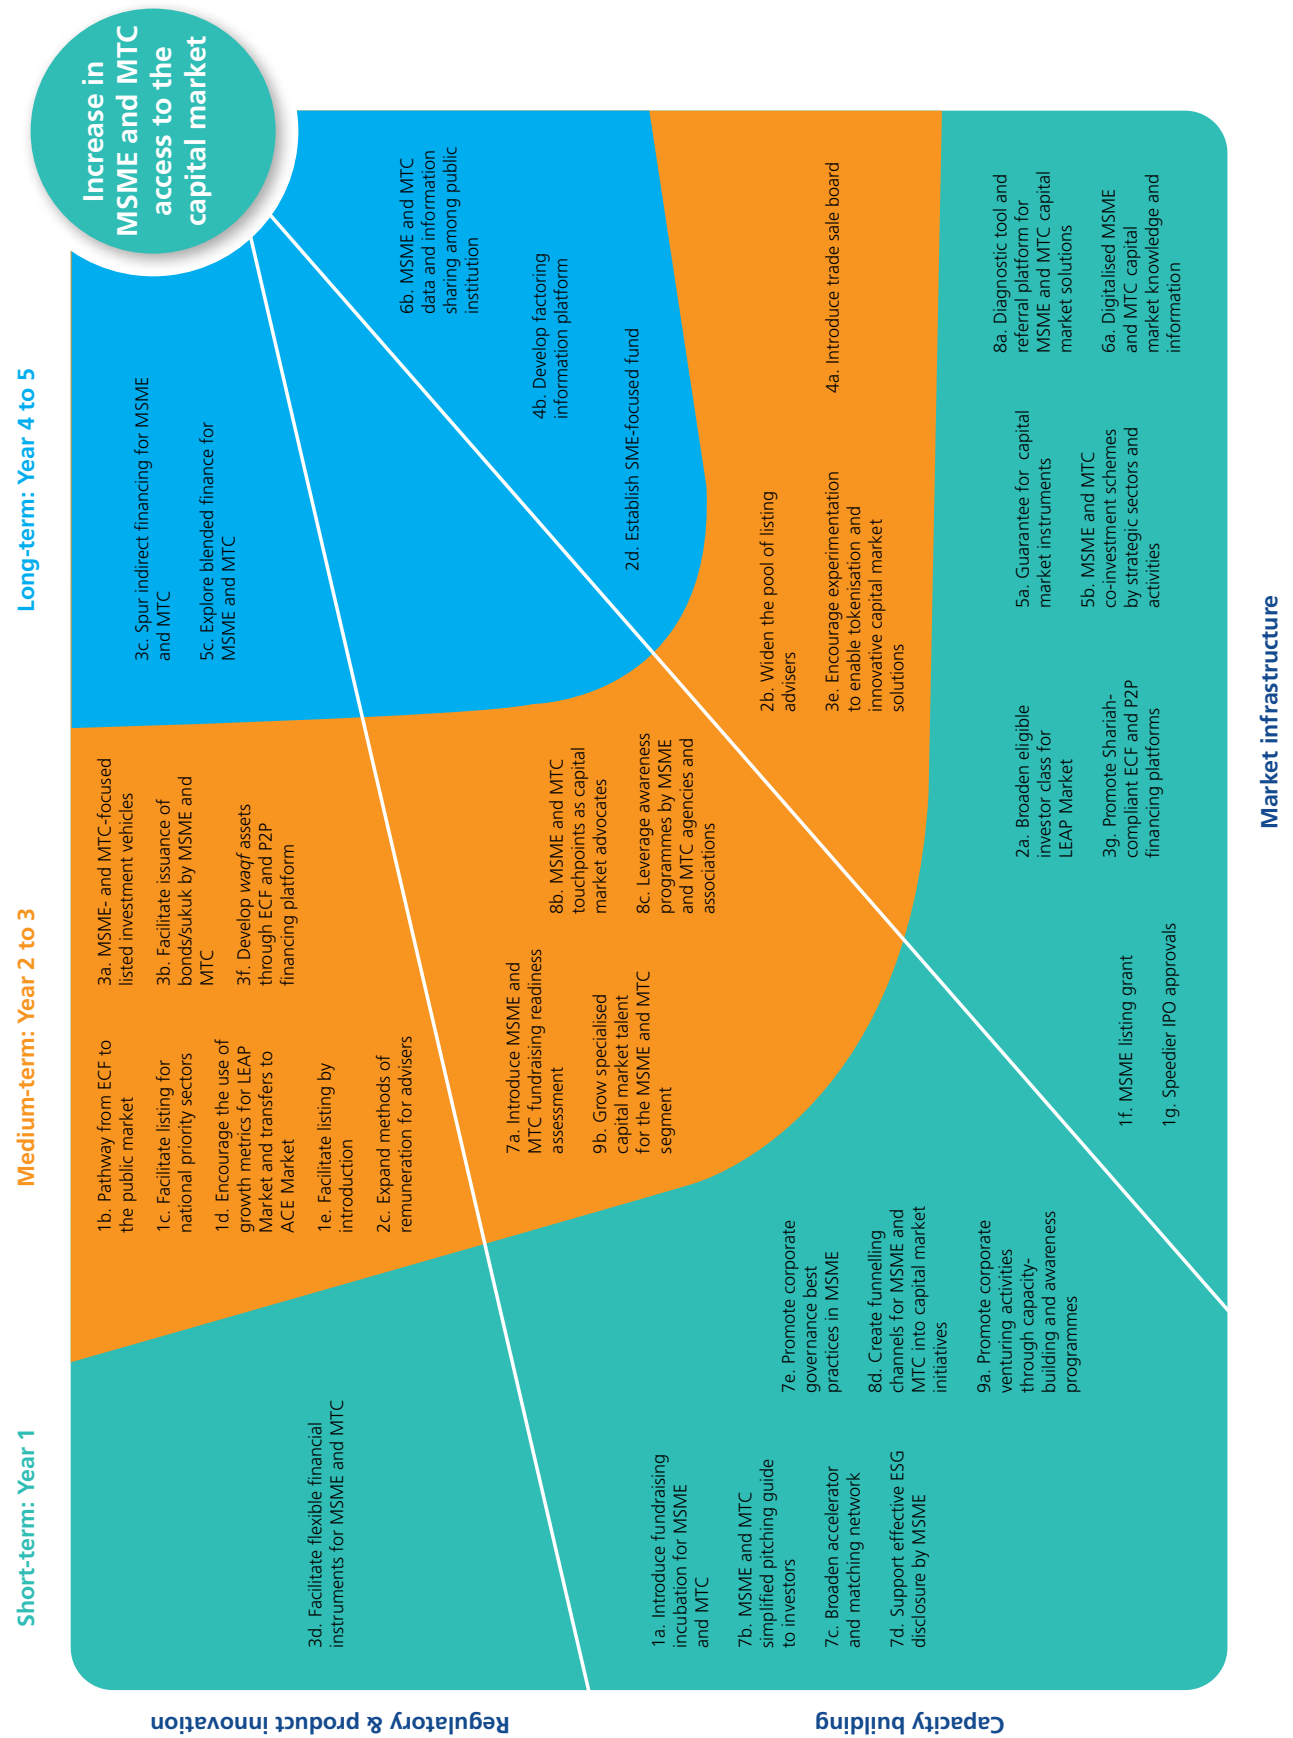 Increase in
MSME and MTC
access to the
capital market
Short-term: Year 1
Medium-term: Year 2 to 3
Long-term: Year 4 to 5
Regulatory & product innovation
3d. Facilitate flexible financial
instruments for MSME and MTC
1b. Pathway from ECF to
the public market
1c. Facilitate listing for
national priority sectors
1d. Encourage the use of
growth metrics for LEAP
Market and transfers to
ACE Market
1e. Facilitate listing by
introduction
2c. Expand methods of
remuneration for advisers
3a. MSME- and MTC-focused
listed investment vehicles
3b. Facilitate issuance of
bonds/sukuk by MSME and
MTC
3f. Develop waqf assets
through ECF and P2P
financing platform
3c. Spur indirect financing for MSME
and MTC
5c. Explore blended finance for
MSME and MTC
Capacity building
1a. Introduce fundraising
incubation for MSME
and MTC
7b. MSME and MTC
simplified pitching guide
to investors
7c. Broaden accelerator
and matching network
7d. Support effective ESG
disclosure by MSME
7e. Promote corporate
governance best
practices in MSME
8d. Create funnelling
channels for MSME and
MTC into capital market
initiatives
9a. Promote corporate
venturing activities
through capacity-
building and awareness
programmes
7a. Introduce MSME and
MTC fundraising readiness
assessment
9b. Grow specialised
capital market talent
for the MSME and MTC
segment
8b. MSME and MTC
touchpoints as capital
market advocates
8c. Leverage awareness
programmes by MSME
and MTC agencies and
associations
Market infrastructure
1f. MSME listing grant
1g. Speedier IPO approvals
2a. Broaden eligible
investor class for
LEAP Market
3g. Promote Shariah-
compliant ECF and P2P
financing platforms
5a. Guarantee for capital
market instruments
5b. MSME and MTC
co-investment schemes
by strategic sectors and
activities
8a. Diagnostic tool and
referral platform for
MSME and MTC capital
market solutions
6a. Digitalised MSME
and MTC capital
market knowledge and
information
2b. Widen the pool of listing
advisers
3e. Encourage experimentation
to enable tokenisation and
innovative capital market
solutions
4a. Introduce trade sale board
2d. Establish SME-focused fund
4b. Develop factoring
information platform
6b. MSME and MTC
data and information
sharing among public
institution